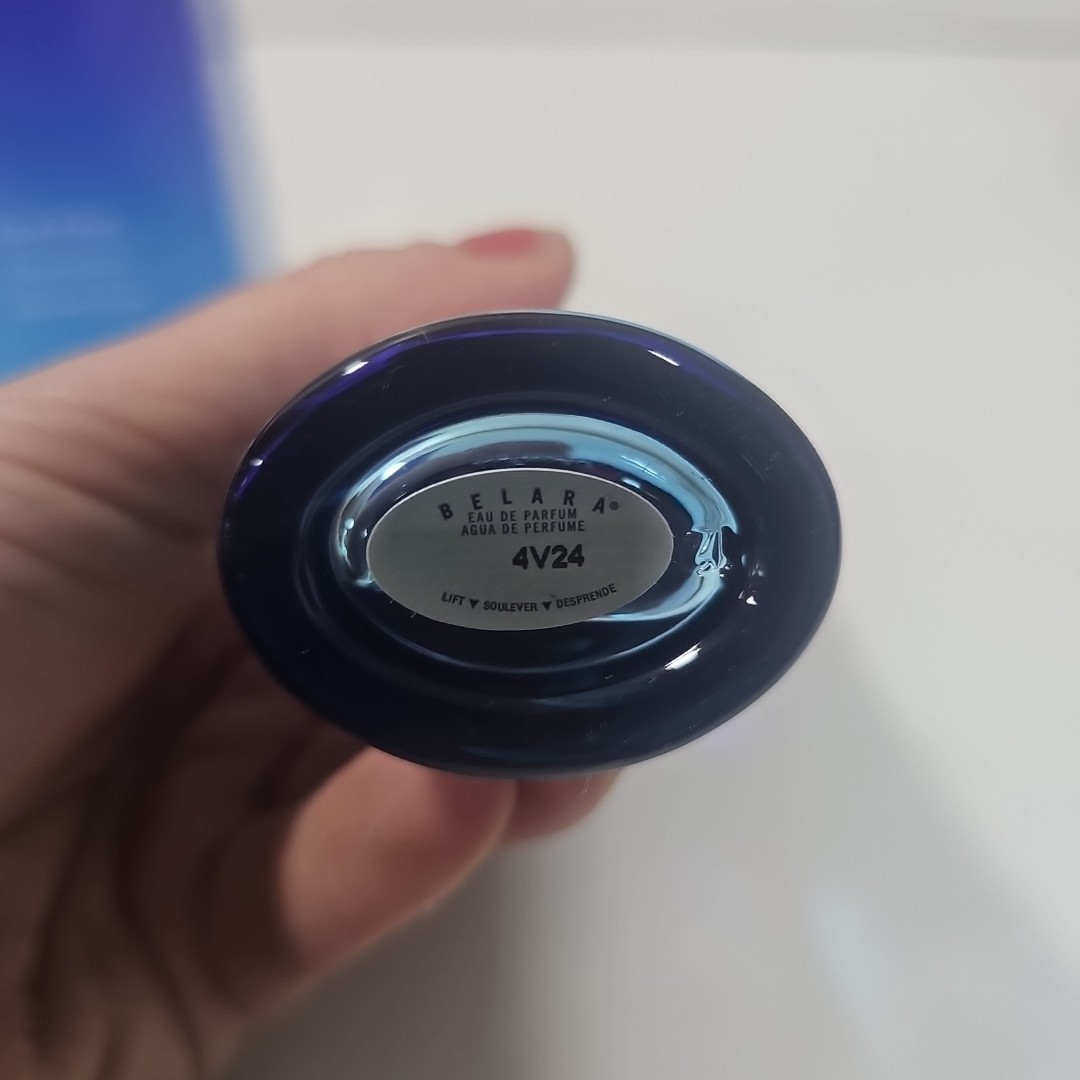 BELARA®
EAU DE PARFUM
AGUA DE PERFUME
4V24
LIFT ▼ SOULEVER ▼ DESPRENDE